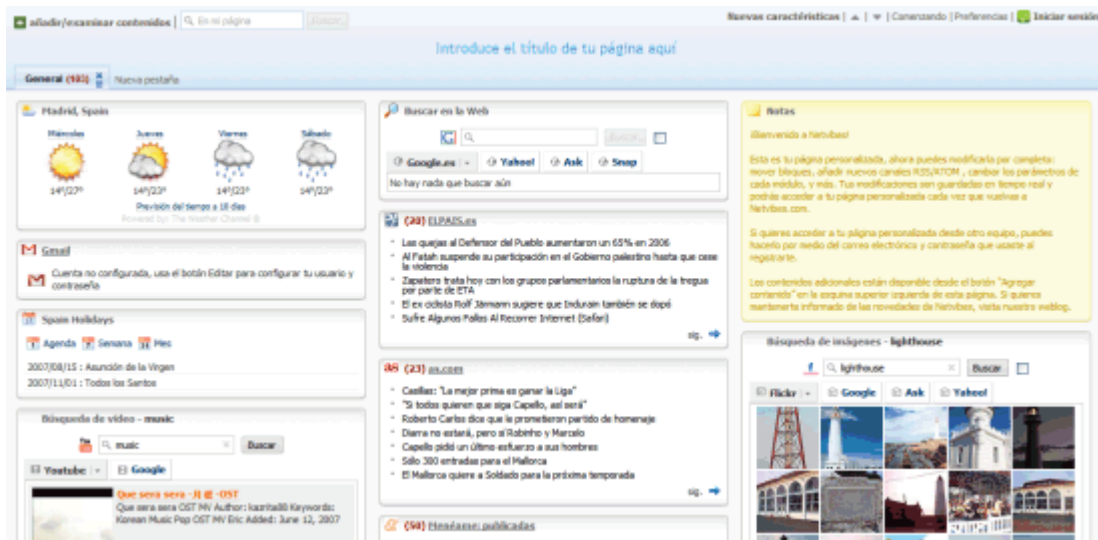 añadir/examinar contenidos | En mi página Buscar...
Nuevas características | Comenzando | Preferencias | Iniciar sesión
Introduce el título de tu página aquí
General (193) Nueva pestaña
Madrid, Spain
Miércoles Jueves Viernes Sábado
14º/27º 14º/23º 14º/23º 14º/23º
Previsión del tiempo a 10 días
Powered by: The Weather Channel ®
Gmail
Cuenta no configurada, usa el botón Editar para configurar tu usuario y
contraseña
Spain Holidays
Agenda Semana Mes
2007/08/15 : Asunción de la Virgen
2007/11/01 : Todos los Santos
Búsqueda de vídeo - music
music Buscar
Youtube Google
Que sera sera - -OST
Que sera sera OST MV Author: Keywords:
Korean Music Pop OST MV Eric Added: June 12, 2007
Buscar en la Web
Buscar...
Google.es Yahoo! Ask Snap
No hay nada que buscar aún
(20) ELPAIS.es
Las quejas al Defensor del Pueblo aumentaron un 65% en 2006
Al Fatah suspende su participación en el Gobierno palestino hasta que cese
la violencia
Zapatero trata hoy con los grupos parlamentarios la ruptura de la tregua
por parte de ETA
El ex ciclista Rolf Järmann sugiere que Indurain también se dopó
Sufre Algunos Fallos Al Recorrer Internet (Safari)
sig.
as (23) as.com
Casillas: "La mejor prima es ganar la Liga"
"Si todos quieren que siga Capello, así será"
Roberto Carlos dice que le prometieron partido de homenaje
Diarra no estará, pero sí Robinho y Marcelo
Capello pidió un último esfuerzo a sus hombres
Sólo 300 entradas para el Mallorca
El Mallorca quiere a Soldado para la próxima temporada
sig.
(50) Menéame: publicadas
Notas
¡Bienvenido a Netvibes!
Esta es tu página personalizada, ahora puedes modificarla por completo:
mover bloques, añadir nuevos canales RSS/ATOM , cambiar los parámetros de
cada módulo, y más. Tus modificaciones son guardadas en tiempo real y
podrás acceder a tu página personalizada cada vez que vuelvas a
Netvibes.com.
Si quieres acceder a tu página personalizada desde otro equipo, puedes
hacerlo por medio del correo electrónico y contraseña que usaste al
registrarte.
Los contenidos adicionales están disponible desde el botón "Agregar
contenido" en la esquina superior izquierda de esta página. Si quieres
mantenerte informado de las novedades de Netvibes, visita nuestro weblog.
Búsqueda de imágenes - lighthouse
lighthouse Buscar
Flickr Google Ask Yahoo!